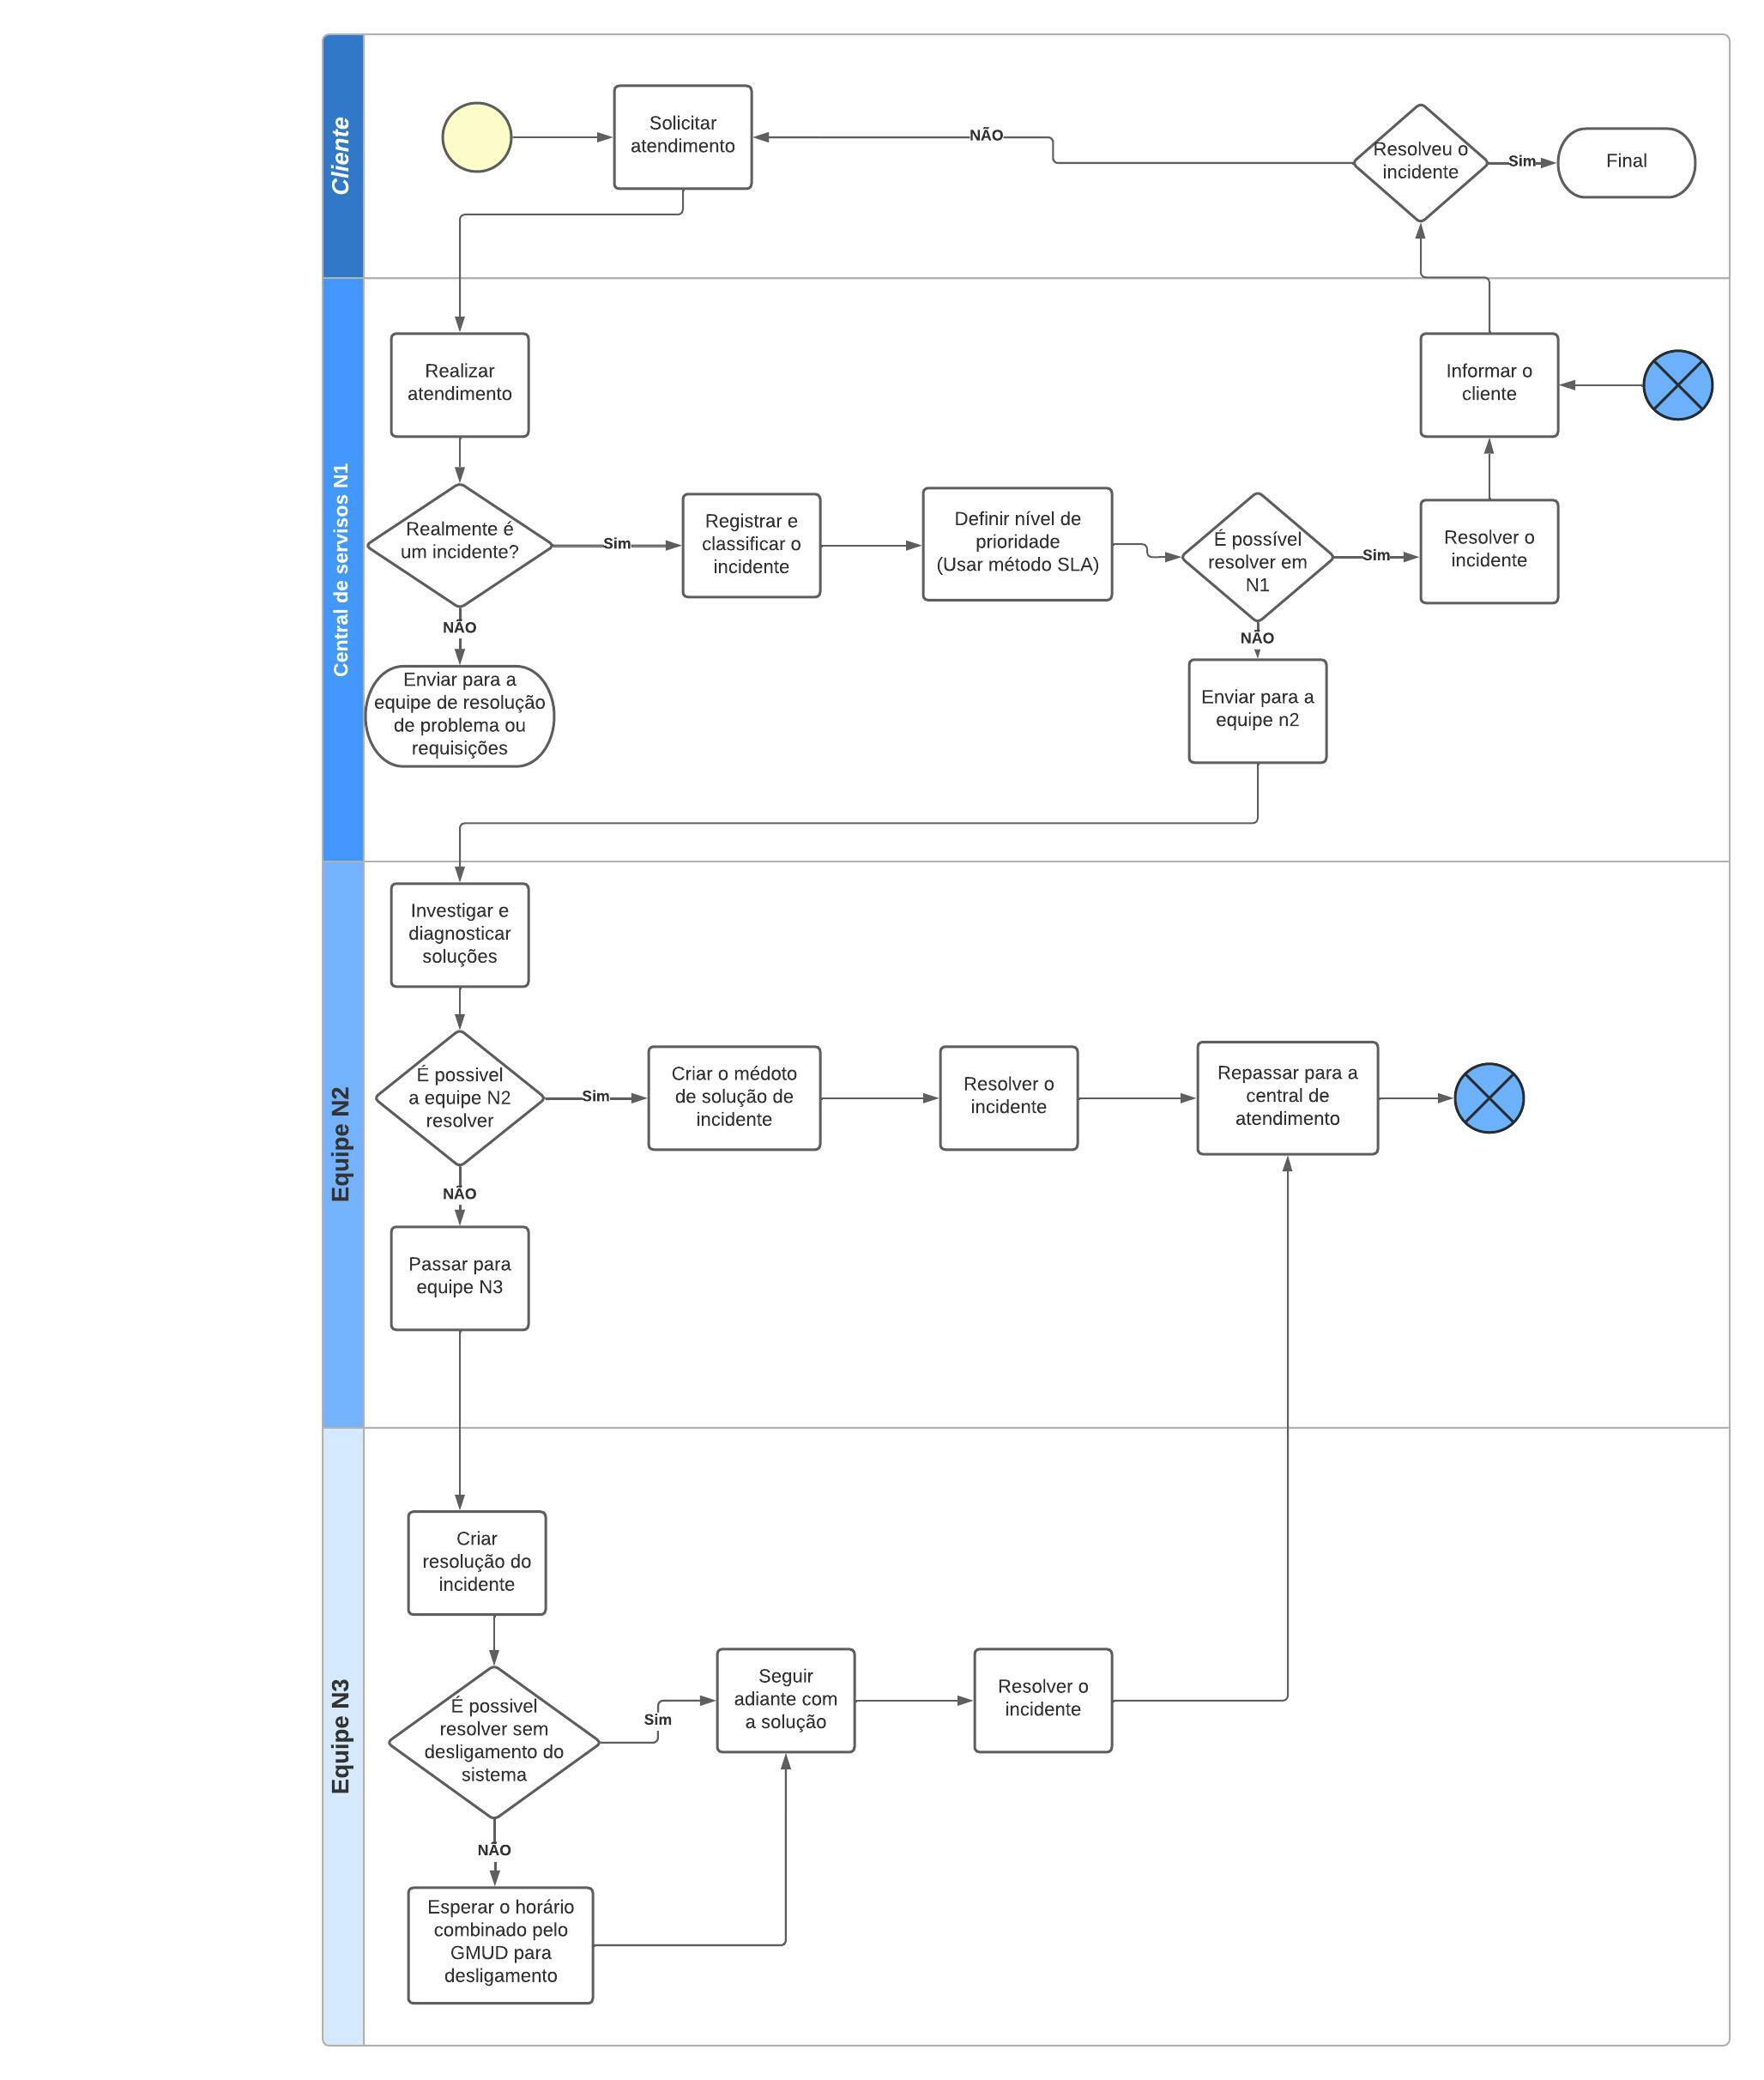 Cliente
Solicitar
atendimento
NÃO
Resolveu o
incidente
Sim
Final
Central de servisos N1
Realizar
atendimento
Informar o
cliente
Realmente é
um incidente?
Sim
Registrar e
classificar o
incidente
Definir nível de
prioridade
(Usar método SLA)
É possível
resolver em
N1
Sim
Resolver o
incidente
NÃO
Enviar para a
equipe de resolução
de problema ou
requisições
NÃO
Enviar para a
equipe n2
Equipe N2
Investigar e
diagnosticar
soluções
É possivel
a equipe N2
resolver
Sim
Criar o médoto
de solução de
incidente
Resolver o
incidente
Repassar para a
central de
atendimento
NÃO
Passar para
equipe N3
Equipe N3
Criar
resolução do
incidente
É possivel
resolver sem
desligamento do
sistema
Sim
Seguir
adiante com
a solução
Resolver o
incidente
NÃO
Esperar o horário
combinado pelo
GMUD para
desligamento